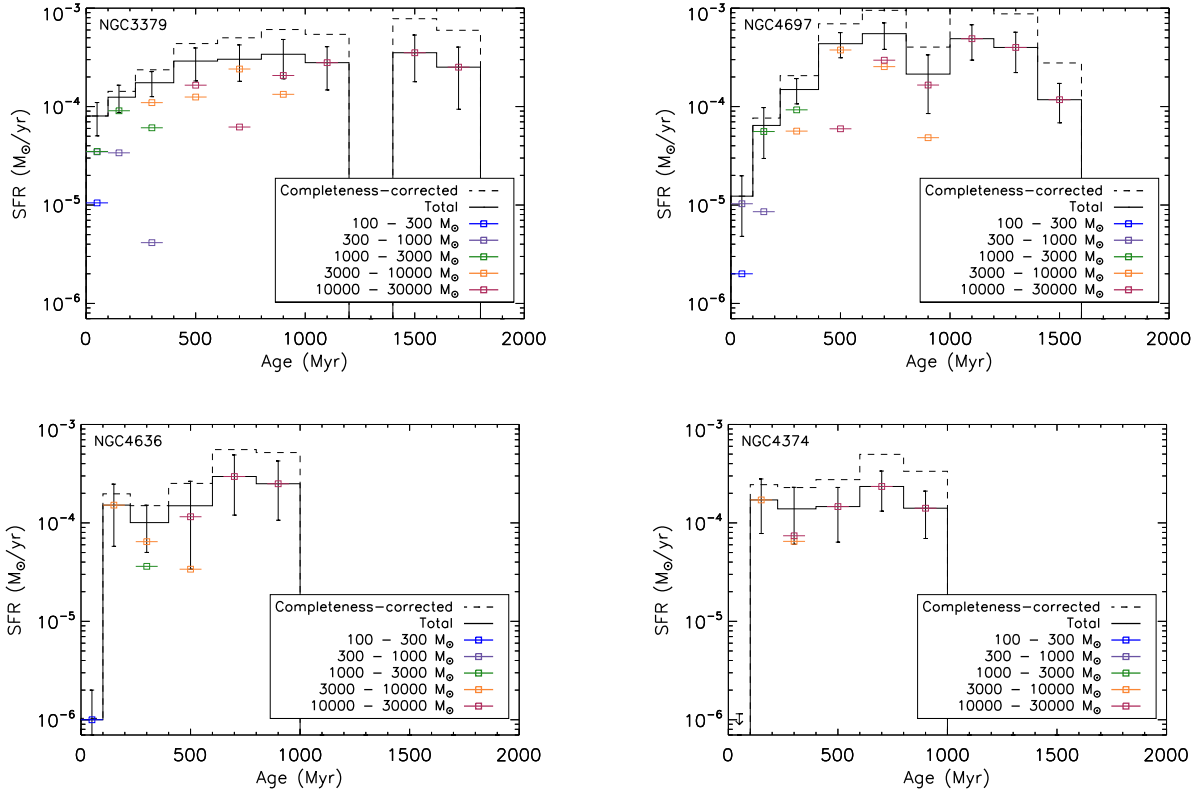 NGC3379
SFR (M⊙/yr)
10⁻³
10⁻⁴
10⁻⁵
10⁻⁶
Completeness−corrected
Total
100 − 300 M⊙
300 − 1000 M⊙
1000 − 3000 M⊙
3000 − 10000 M⊙
10000 − 30000 M⊙
0 500 1000 1500 2000
Age (Myr)
NGC4697
SFR (M⊙/yr)
10⁻³
10⁻⁴
10⁻⁵
10⁻⁶
Completeness−corrected
Total
100 − 300 M⊙
300 − 1000 M⊙
1000 − 3000 M⊙
3000 − 10000 M⊙
10000 − 30000 M⊙
0 500 1000 1500 2000
Age (Myr)
NGC4636
SFR (M⊙/yr)
10⁻³
10⁻⁴
10⁻⁵
10⁻⁶
Completeness−corrected
Total
100 − 300 M⊙
300 − 1000 M⊙
1000 − 3000 M⊙
3000 − 10000 M⊙
10000 − 30000 M⊙
0 500 1000 1500 2000
Age (Myr)
NGC4374
SFR (M⊙/yr)
10⁻³
10⁻⁴
10⁻⁵
10⁻⁶
Completeness−corrected
Total
100 − 300 M⊙
300 − 1000 M⊙
1000 − 3000 M⊙
3000 − 10000 M⊙
10000 − 30000 M⊙
0 500 1000 1500 2000
Age (Myr)